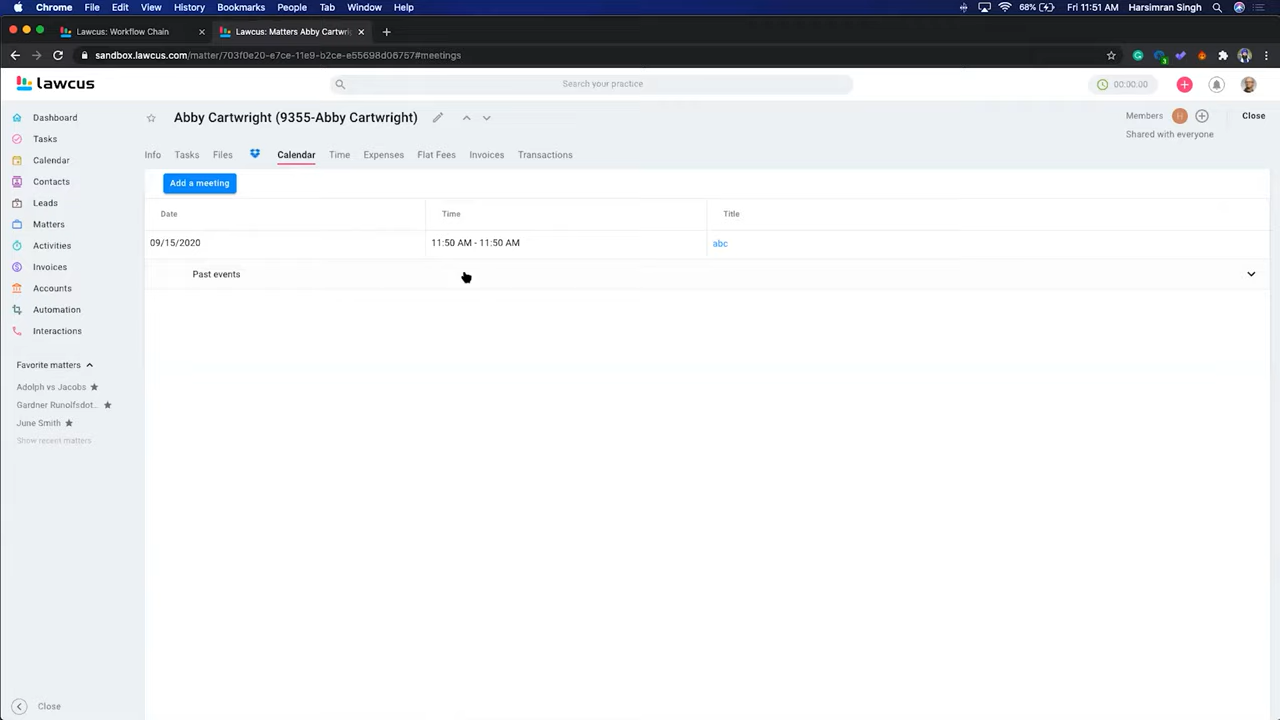 Chrome File Edit View History Bookmarks People Tab Window Help 68% Fri 11:51 AM Harsimran Singh
Lawcus: Workflow Chain Lawcus: Matters Abby Cartwri
sandbox.lawcus.com/matter/703f0e20-e7ce-11e9-b2ce-e55698d06757#meetings
lawcus Search your practice 00:00.00
Abby Cartwright (9355-Abby Cartwright) Members Close
Shared with everyone
Info Tasks Files Calendar Time Expenses Flat Fees Invoices Transactions
Add a meeting
Date Time Title
09/15/2020 11:50 AM - 11:50 AM abc
Past events
Dashboard
Tasks
Calendar
Contacts
Leads
Matters
Activities
Invoices
Accounts
Automation
Interactions
Favorite matters
Adolph vs Jacobs
Gardner Runolfsdot...
June Smith
Show recent matters
Close